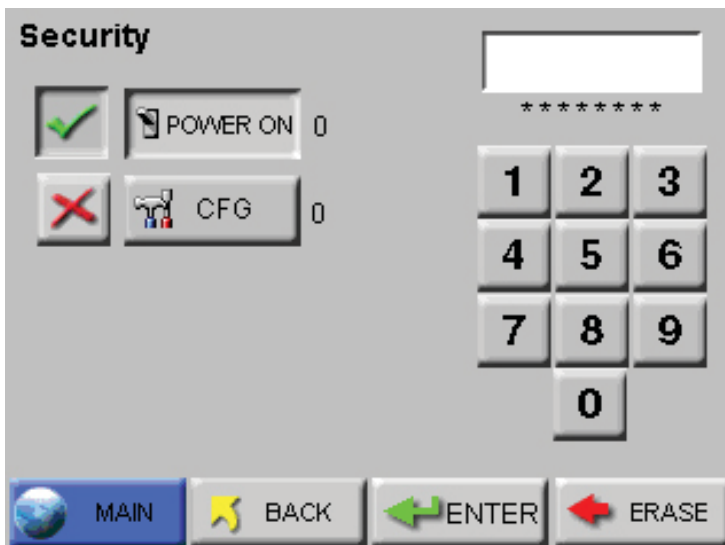 Security
********
POWER ON 0
CFG 0
1 2 3
4 5 6
7 8 9
0
MAIN BACK ENTER ERASE